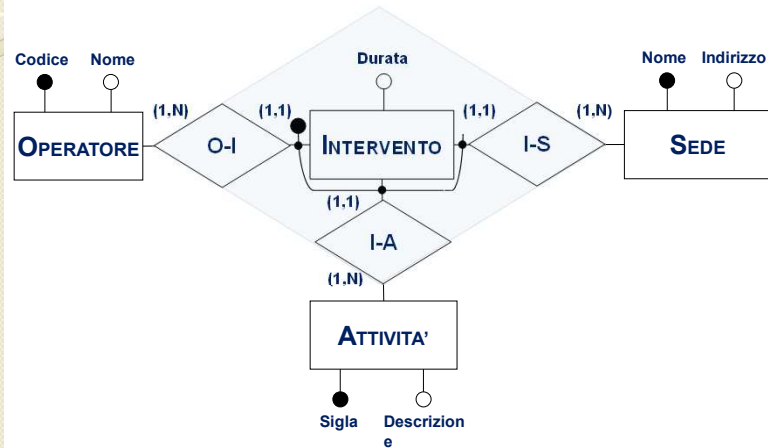 Durata
Codice Nome
Nome Indirizzo
(1,N) (1,1) (1,1) (1,N)
OPERATORE O-I INTERVENTO I-S SEDE
(1,1)
I-A
(1,N)
ATTIVITA'
Sigla Descrizion
e